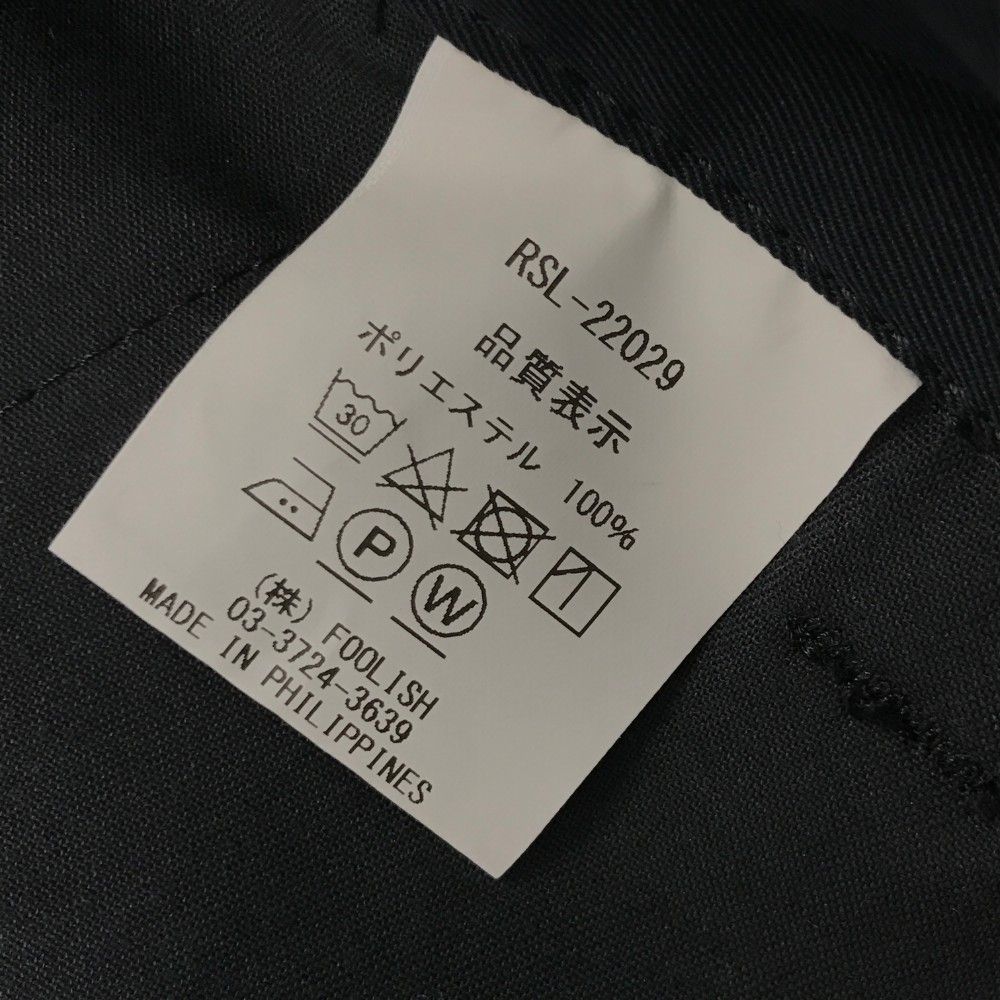 RSL-22029
品質表示
ポリエステル 100%
30
P W
(株) FOOLISH
03-3724-3639
MADE IN PHILIPPINES